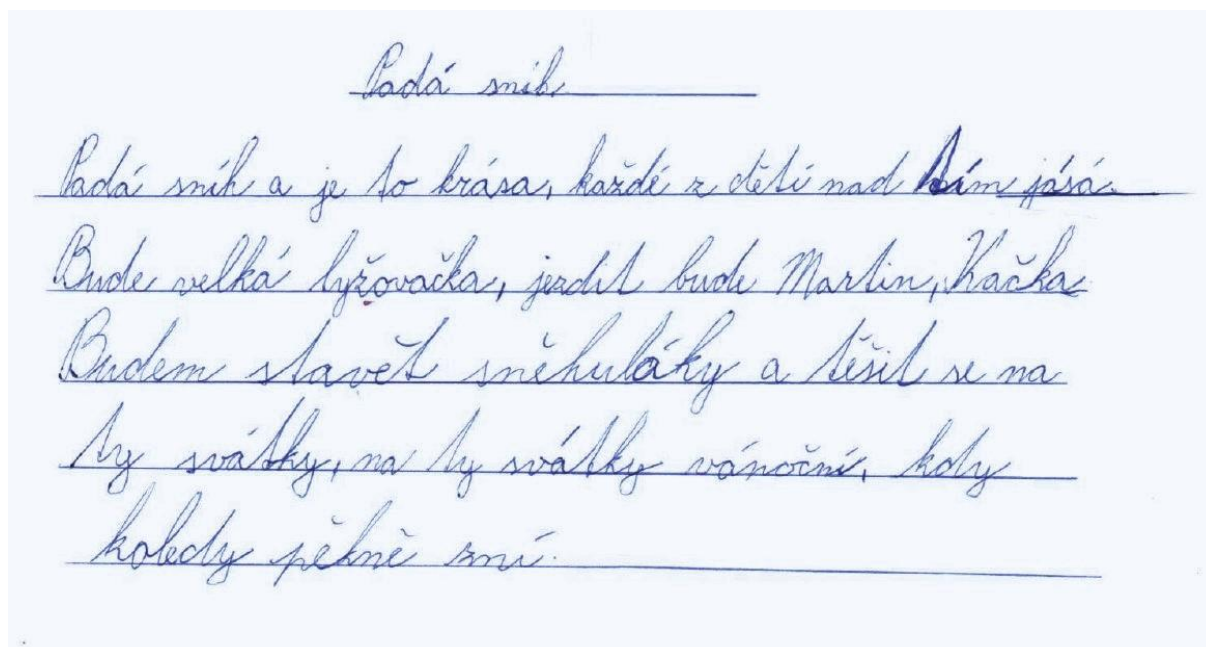 Padá sníh
Padá sníh a je to krása, každé z dětí nad tím jásá.
Bude velká lyžovačka, jezdit bude Martin, Kačka
Budem stavět sněhuláky a těšit se na
ty svátky, na ty svátky vánoční, kdy
koledy pěkně zní.